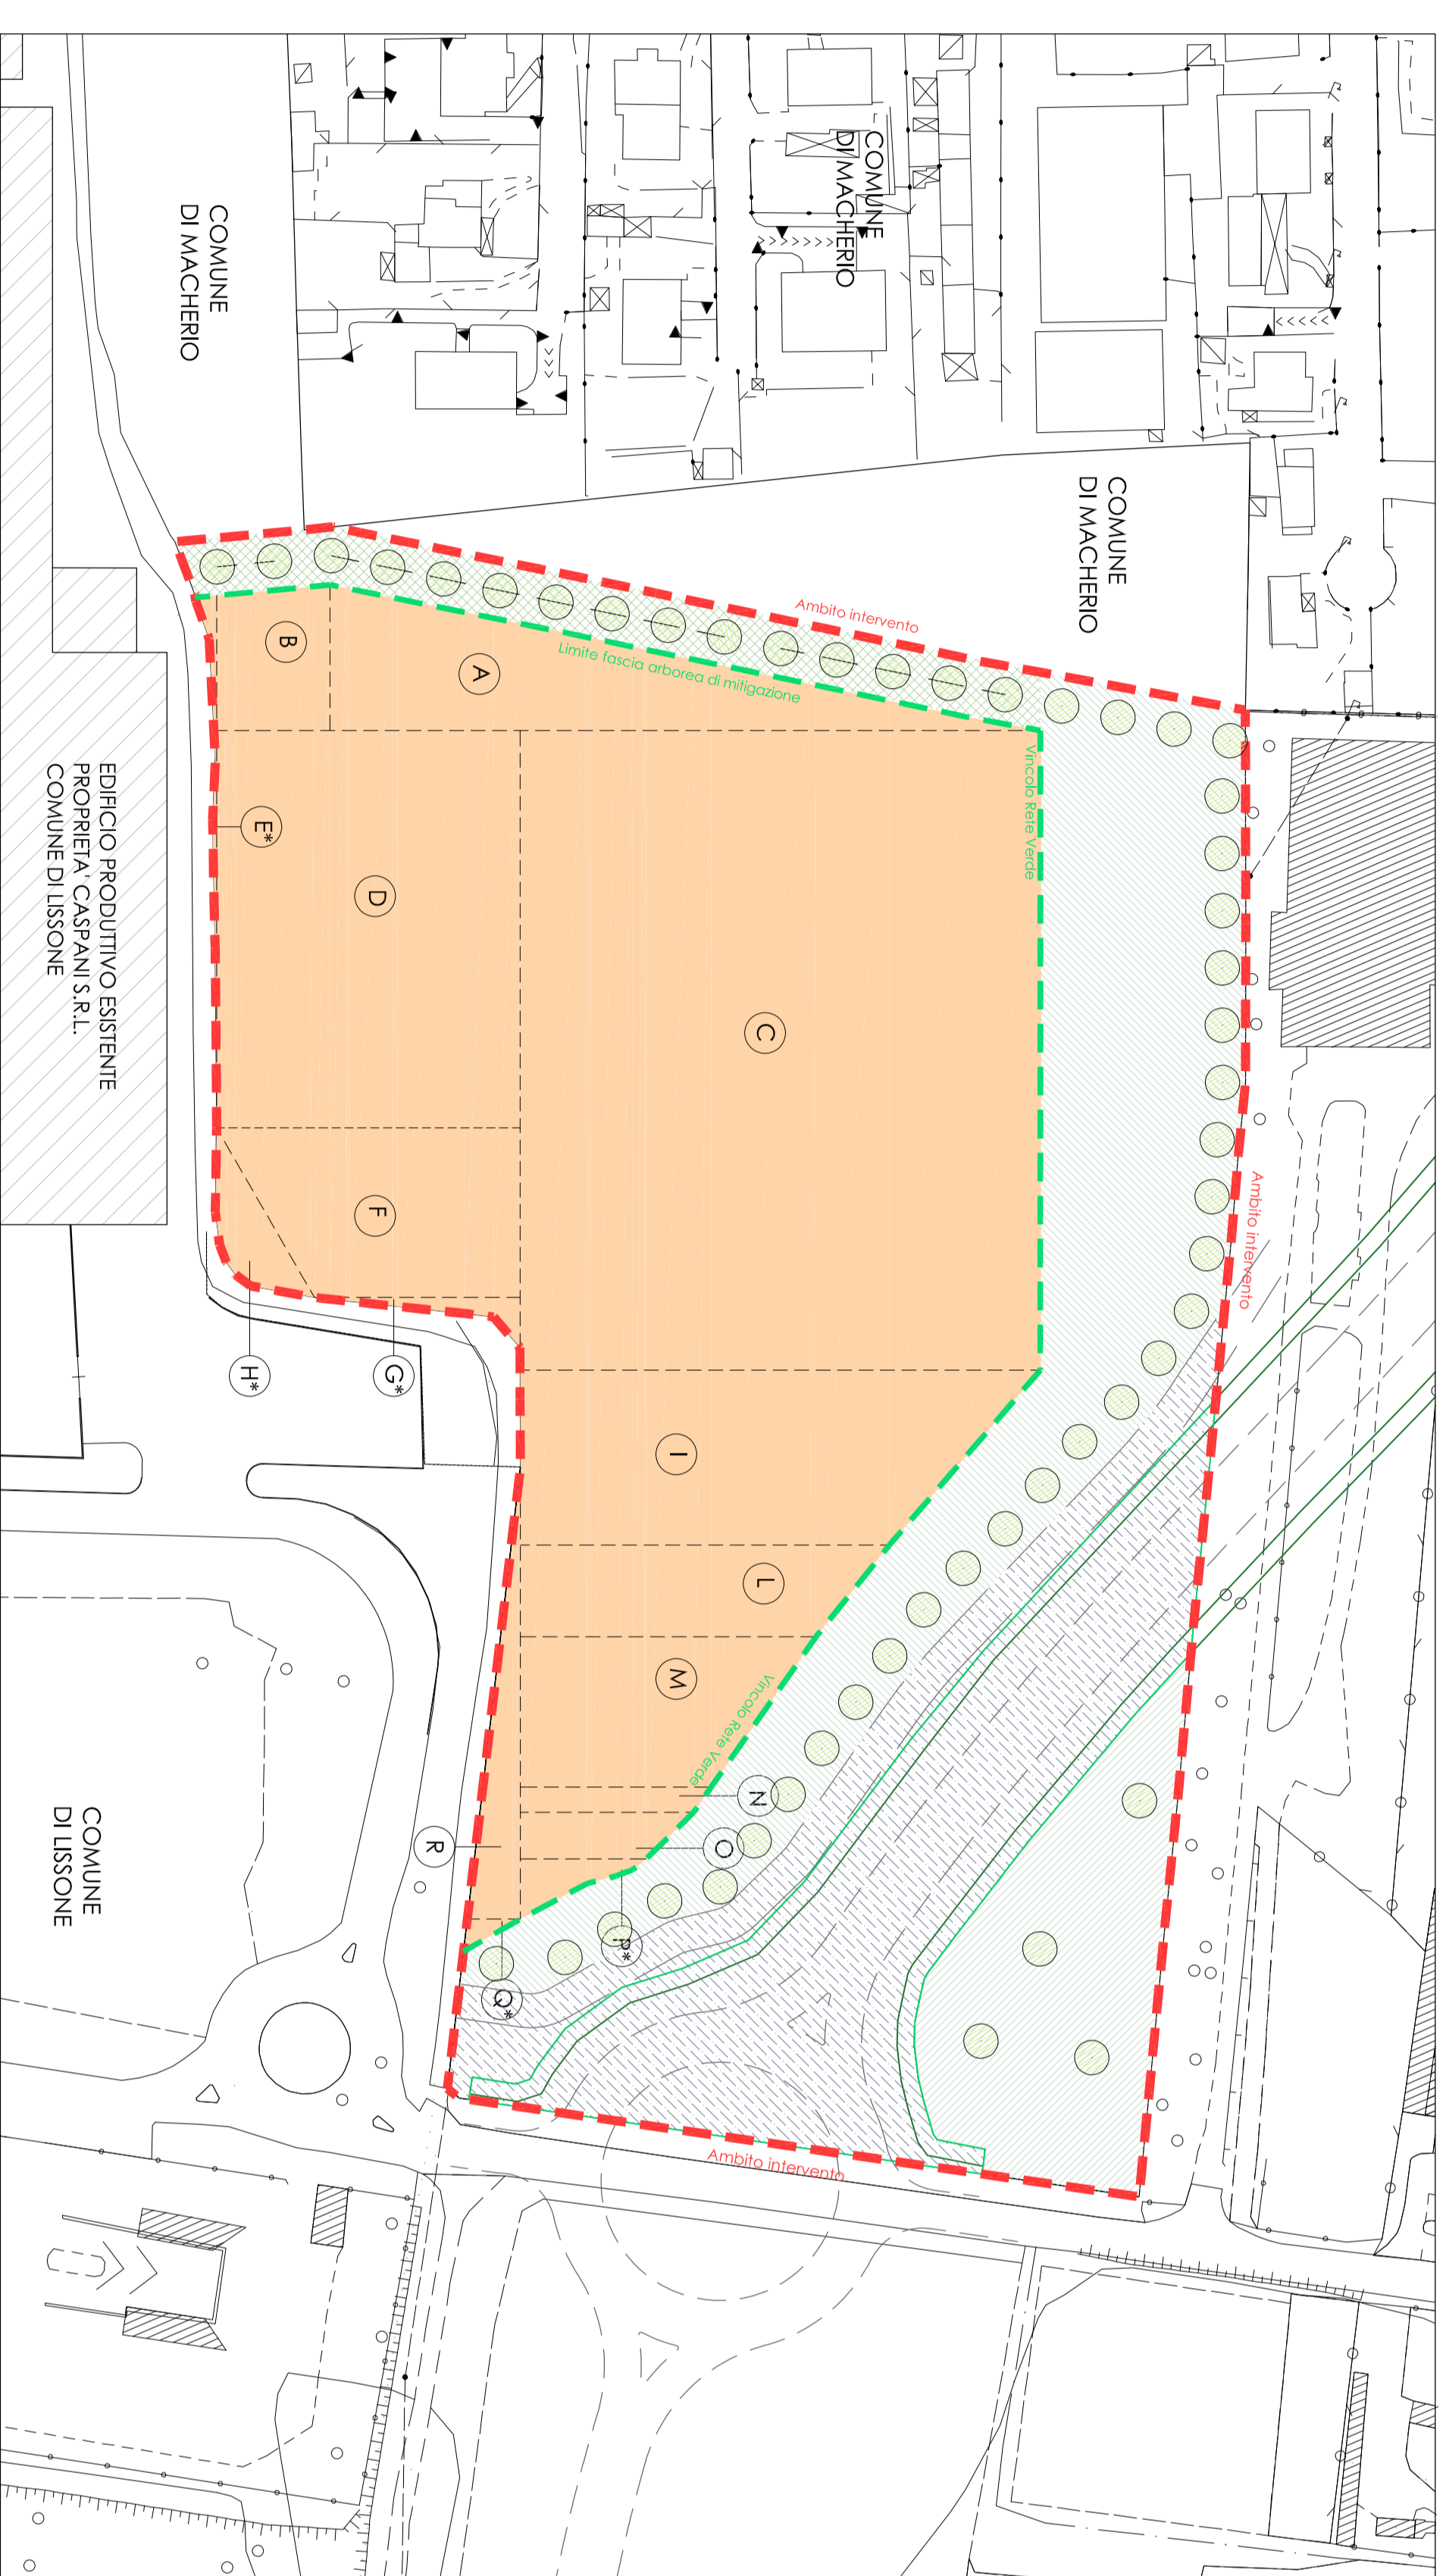 COMUNE
DI MACHERIO
COMUNE
DI MACHERIO
COMUNE
DI MACHERIO
Ambito intervento
Limite fascia arborea di mitigazione
Vincolo Rete Verde
Ambito intervento
B
A
E*
D
C
EDIFICIO PRODUTTIVO ESISTENTE
PROPRIETA' CASPANI S.R.L.
COMUNE DI LISSONE
F
H*
G*
I
L
M
Vincolo Rete Verde
N
O
R
P*
Q*
COMUNE
DI LISSONE
Ambito intervento